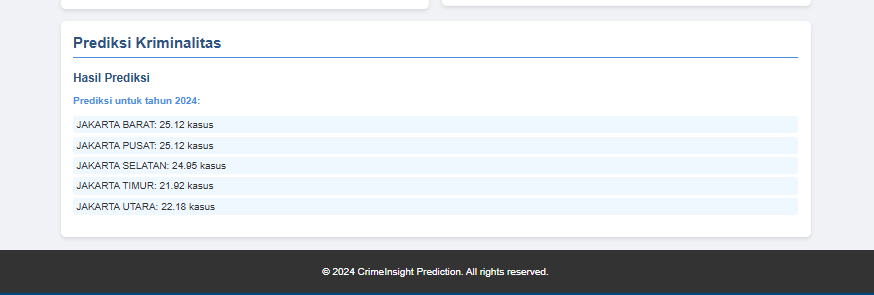 Prediksi Kriminalitas
Hasil Prediksi
Prediksi untuk tahun 2024:
JAKARTA BARAT: 25.12 kasus
JAKARTA PUSAT: 25.12 kasus
JAKARTA SELATAN: 24.95 kasus
JAKARTA TIMUR: 21.92 kasus
JAKARTA UTARA: 22.18 kasus
© 2024 CrimeInsight Prediction. All rights reserved.